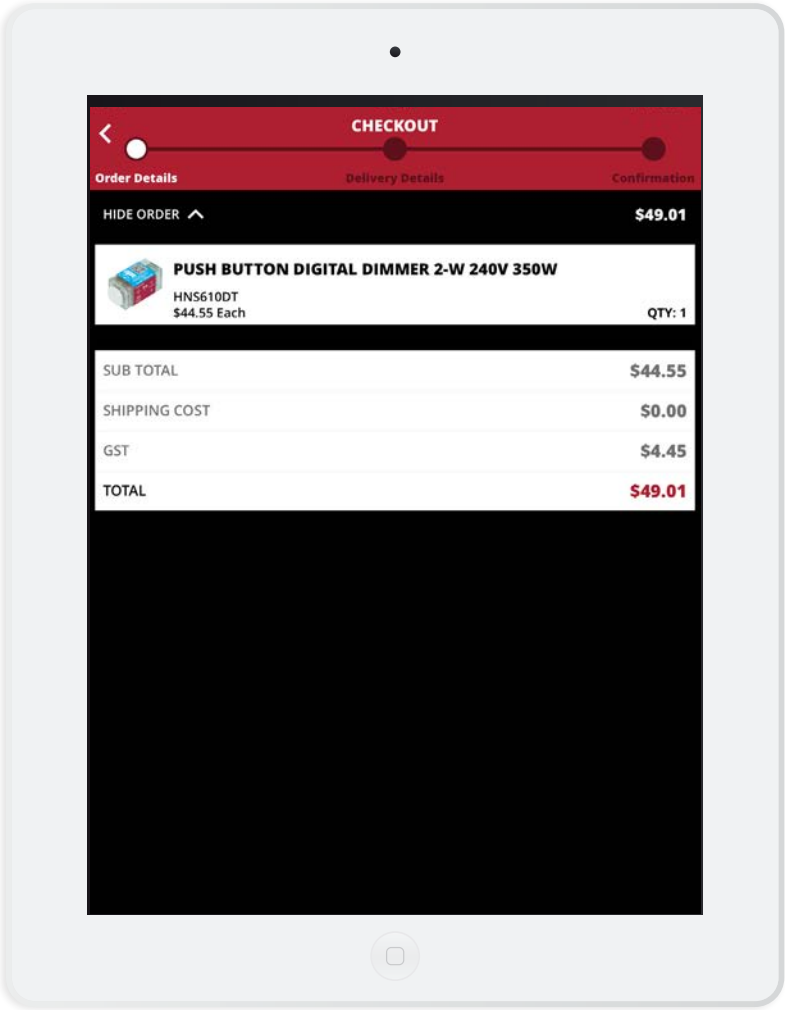 CHECKOUT
Order Details Delivery Details Confirmation
HIDE ORDER $49.01
PUSH BUTTON DIGITAL DIMMER 2-W 240V 350W
HNS610DT
$44.55 Each QTY: 1
SUB TOTAL $44.55
SHIPPING COST $0.00
GST $4.45
TOTAL $49.01